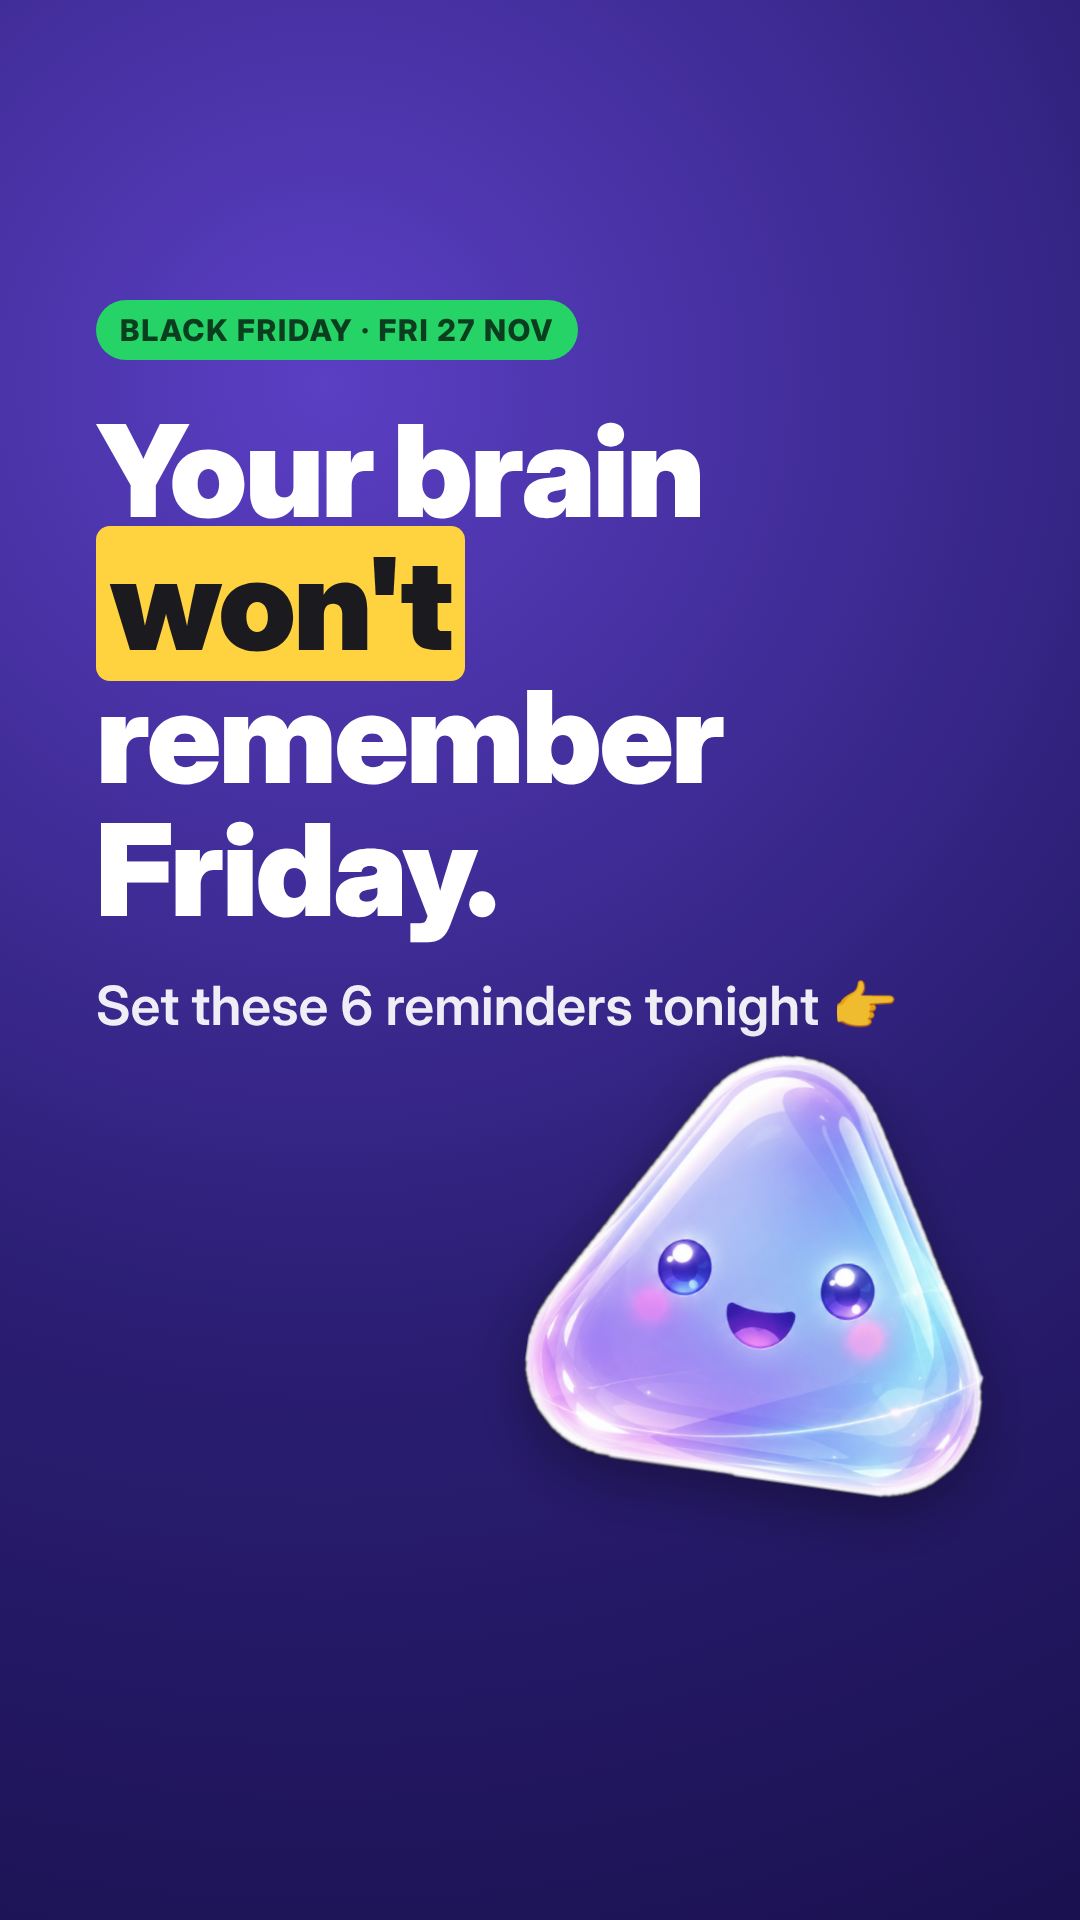 BLACK FRIDAY · FRI 27 NOV
Your brain
won't
remember
Friday.
Set these 6 reminders tonight 👉